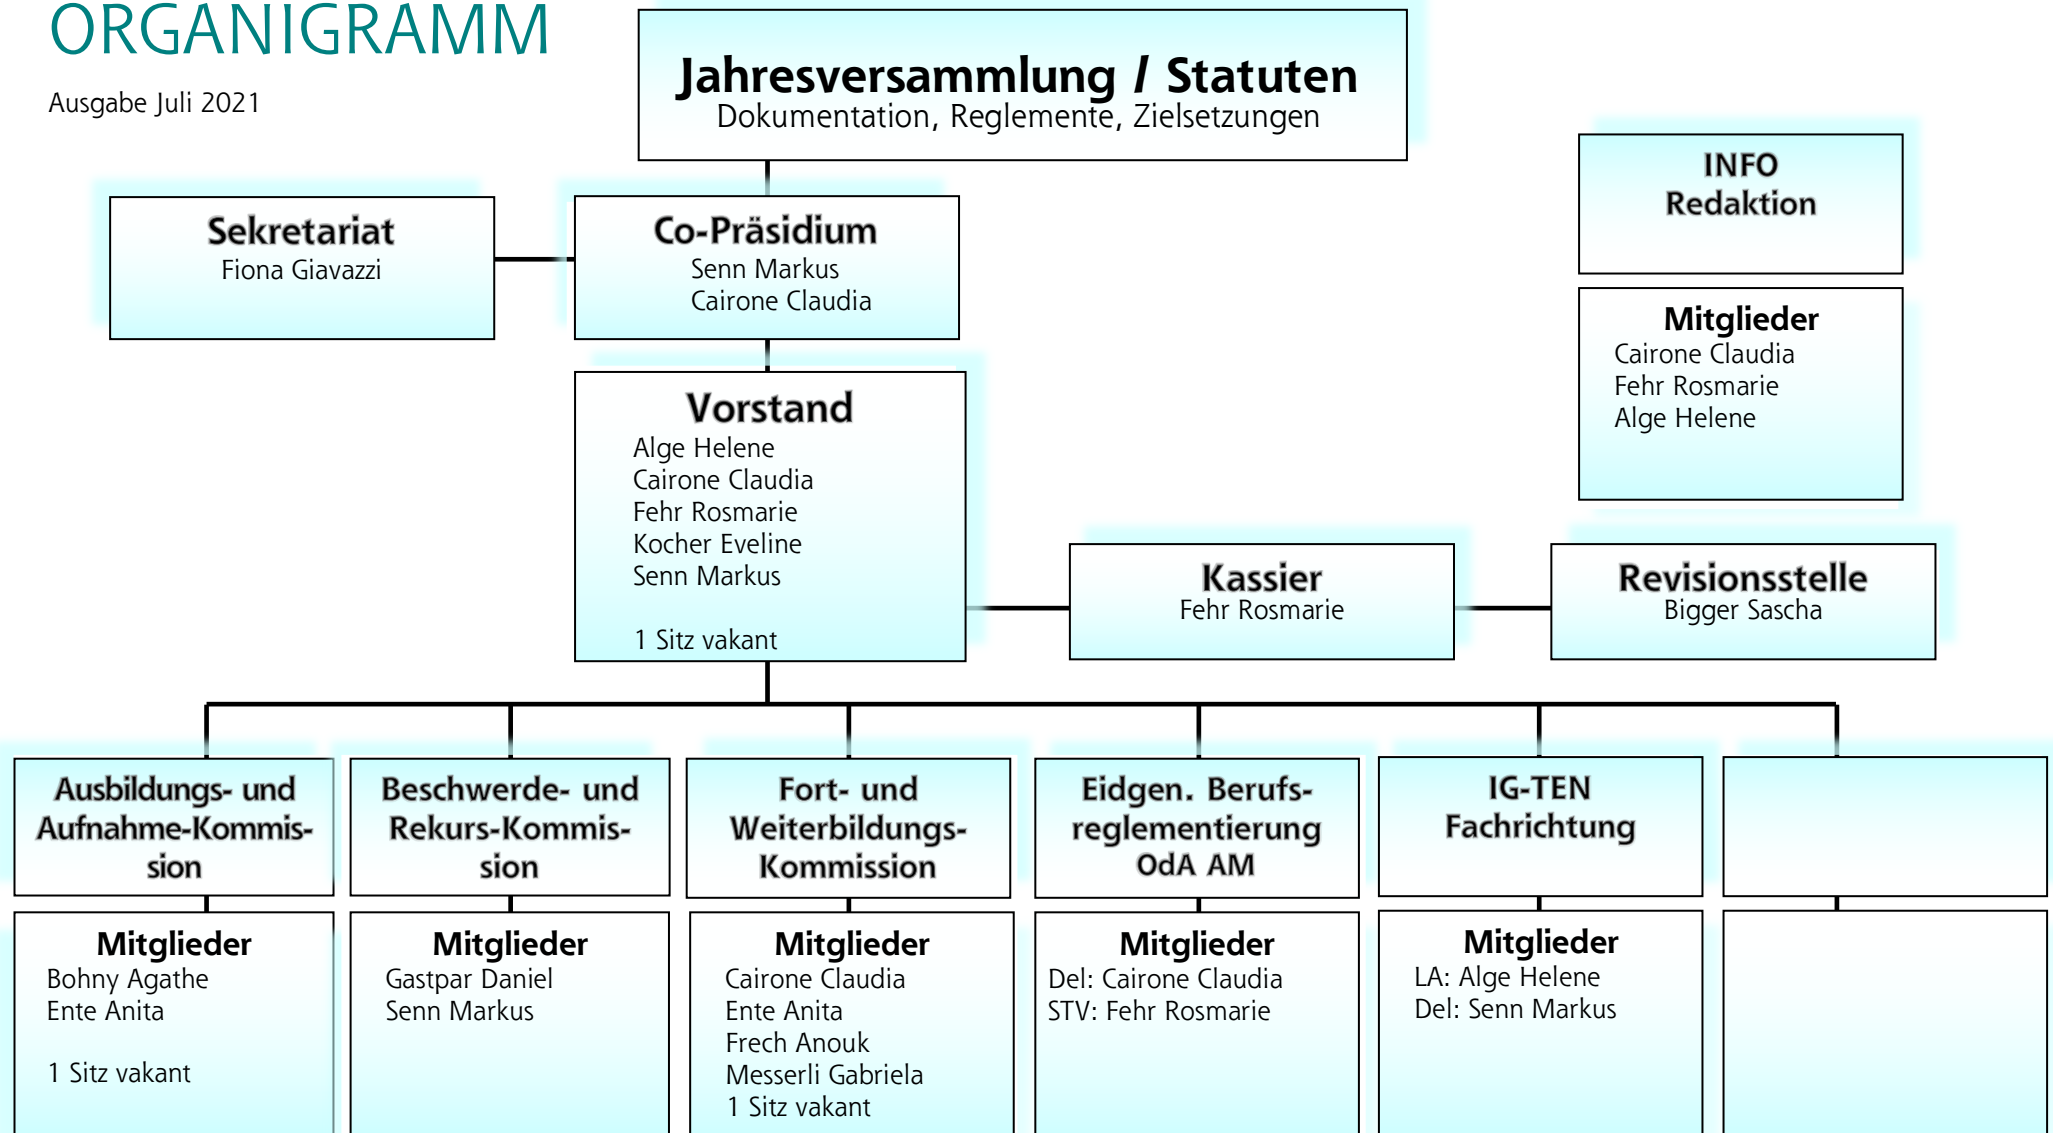 ORGANIGRAMM
Ausgabe Juli 2021
Jahresversammlung / Statuten
Dokumentation, Reglemente, Zielsetzungen
INFO
Redaktion
Mitglieder
Cairone Claudia
Fehr Rosmarie
Alge Helene
Sekretariat
Fiona Giavazzi
Co-Präsidium
Senn Markus
Cairone Claudia
Vorstand
Alge Helene
Cairone Claudia
Fehr Rosmarie
Kocher Eveline
Senn Markus
1 Sitz vakant
Kassier
Fehr Rosmarie
Revisionsstelle
Bigger Sascha
Ausbildungs- und
Aufnahme-Kommis-
sion
Mitglieder
Bohny Agathe
Ente Anita
1 Sitz vakant
Beschwerde- und
Rekurs-Kommis-
sion
Mitglieder
Gastpar Daniel
Senn Markus
Fort- und
Weiterbildungs-
Kommission
Mitglieder
Cairone Claudia
Ente Anita
Frech Anouk
Messerli Gabriela
1 Sitz vakant
Eidgen. Berufs-
reglementierung
OdA AM
Mitglieder
Del: Cairone Claudia
STV: Fehr Rosmarie
IG-TEN
Fachrichtung
Mitglieder
LA: Alge Helene
Del: Senn Markus